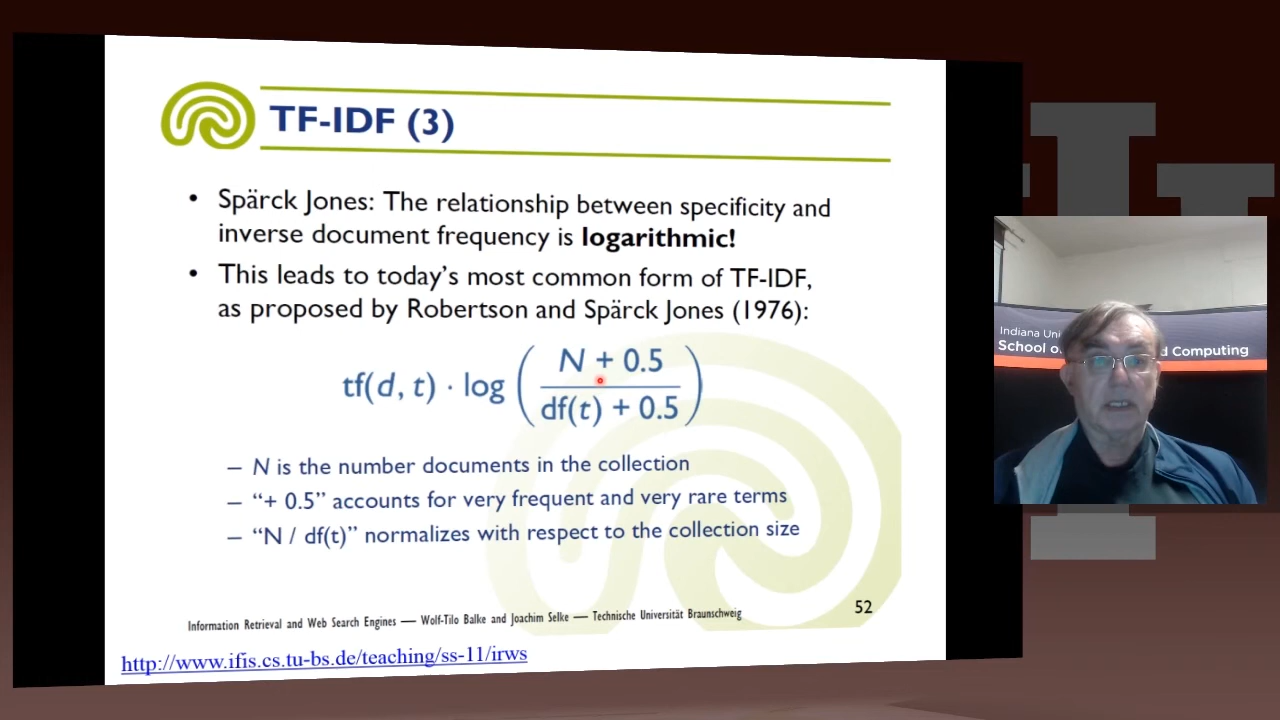 TF-IDF (3)
• Spärck Jones: The relationship between specificity and
inverse document frequency is logarithmic!
• This leads to today's most common form of TF-IDF,
as proposed by Robertson and Spärck Jones (1976):
tf(d, t) · log ( (N + 0.5) / (df(t) + 0.5) )
– N is the number documents in the collection
– “+ 0.5” accounts for very frequent and very rare terms
– “N / df(t)” normalizes with respect to the collection size
Information Retrieval and Web Search Engines — Wolf-Tilo Balke and Joachim Selke — Technische Universität Braunschweig
52
http://www.ifis.cs.tu-bs.de/teaching/ss-11/irws
Indiana Uni
School of d Computing